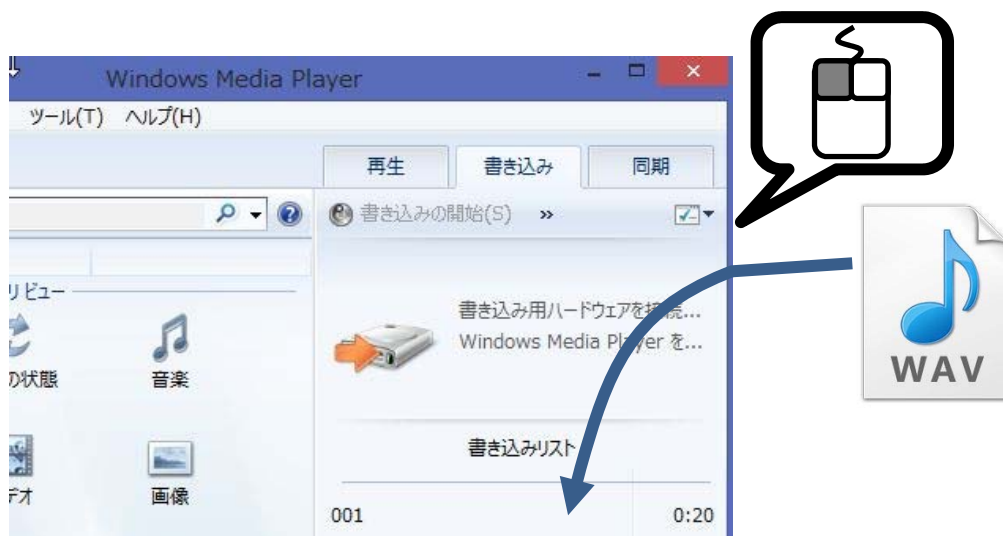 Windows Media Player
ツール(T) ヘルプ(H)
再生 書き込み 同期
書き込みの開始(S) »
リ ビュー
書き込み用ハードウェアを接続...
Windows Media Player を...
WAV
の状態 音楽
書き込みリスト
デオ 画像
001 0:20